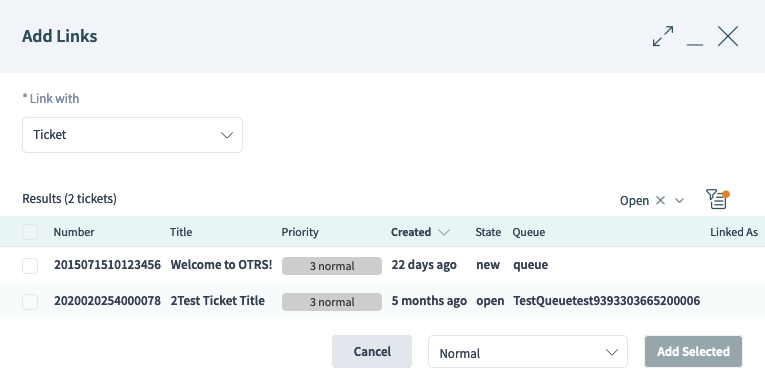 Add Links
* Link with
Ticket
Results (2 tickets)
Open
Number Title Priority Created State Queue Linked As
2015071510123456 Welcome to OTRS! 3 normal 22 days ago new queue
2020020254000078 2Test Ticket Title 3 normal 5 months ago open TestQueuetest9393303665200006
Cancel Normal Add Selected